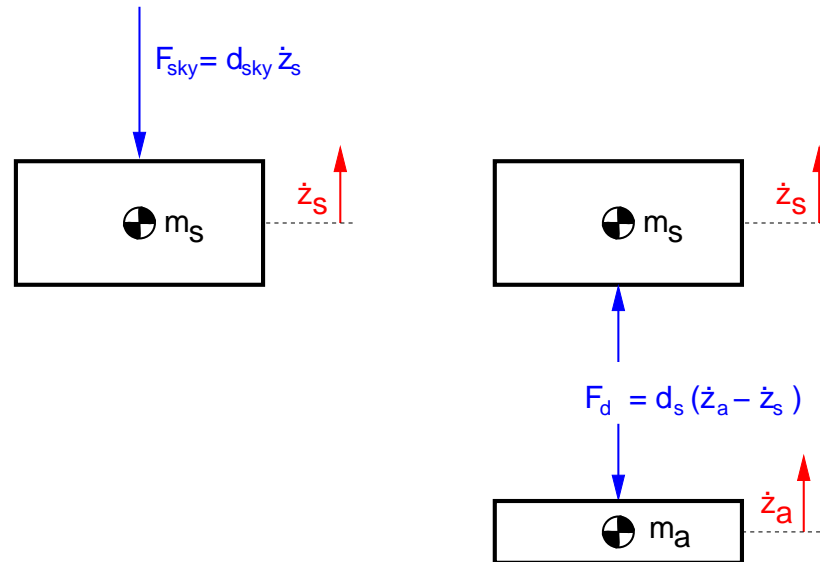 F_sky = d_sky ż_s
ż_s
m_s
ż_s
m_s
F_d = d_s (ż_a − ż_s)
ż_a
m_a